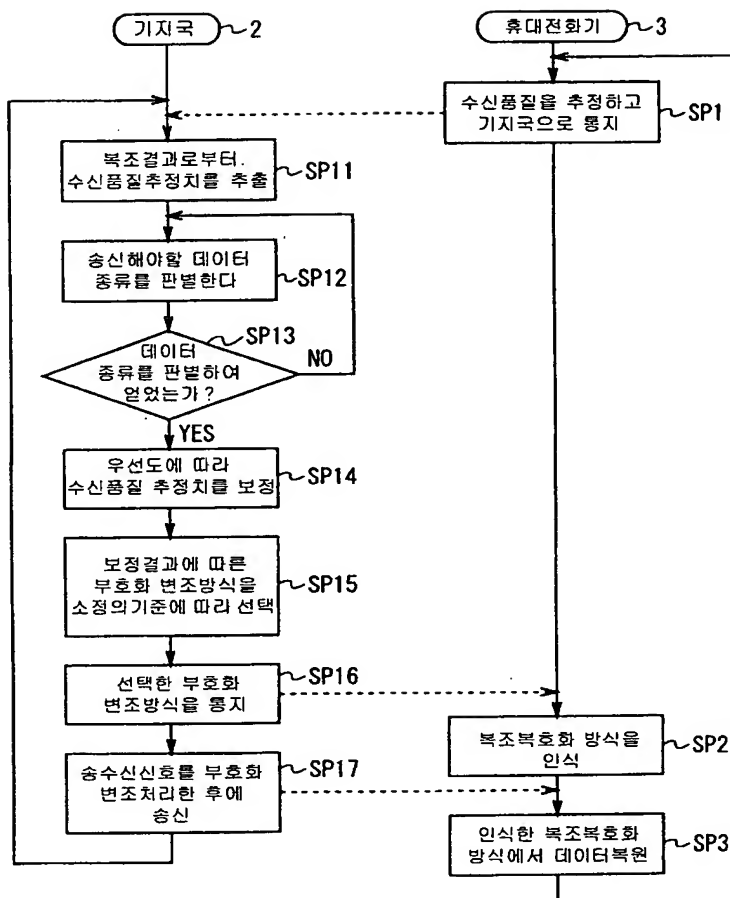 기지국
2
휴대전화기
3
수신품질을 추정하고
기지국으로 통지
SP1
복조결과로부터.
수신품질추정치를 추출
SP11
송신해야할 데이터
종류를 판별한다
SP12
SP13
데이터
종류를 판별하여
얻었는가?
NO
YES
우선도에 따라
수신품질 추정치를 보정
SP14
보정결과에 따른
부호화 변조방식을
소정의기준에 따라 선택
SP15
선택한 부호화
변조방식을 통지
SP16
복조복호화 방식을
인식
SP2
송수신신호를 부호화
변조처리한 후에
송신
SP17
인식한 복조복호화
방식에서 데이터복원
SP3